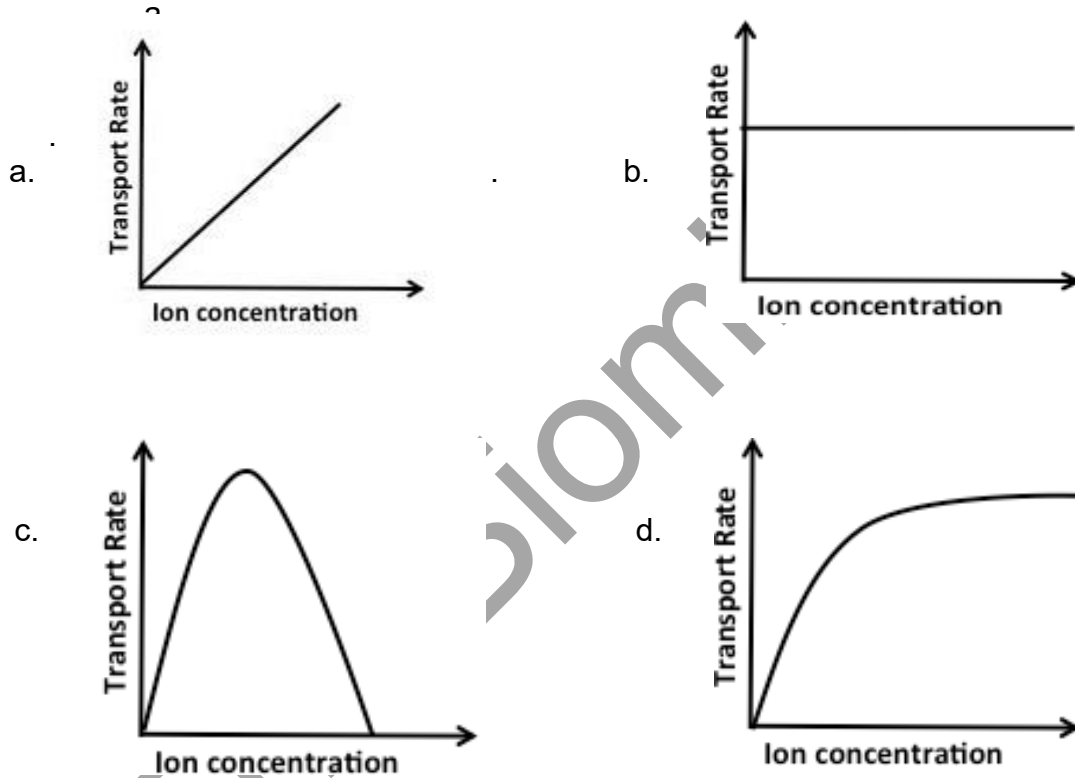 a.
Transport Rate
Ion concentration
b.
Transport Rate
Ion concentration
c.
Transport Rate
Ion concentration
d.
Transport Rate
Ion concentration